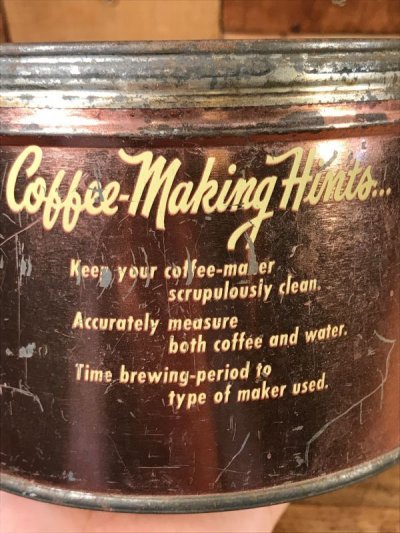 Coffee-Making Hints...
Keep your coffee-maker
scrupulously clean.
Accurately measure
both coffee and water.
Time brewing-period to
type of maker used.